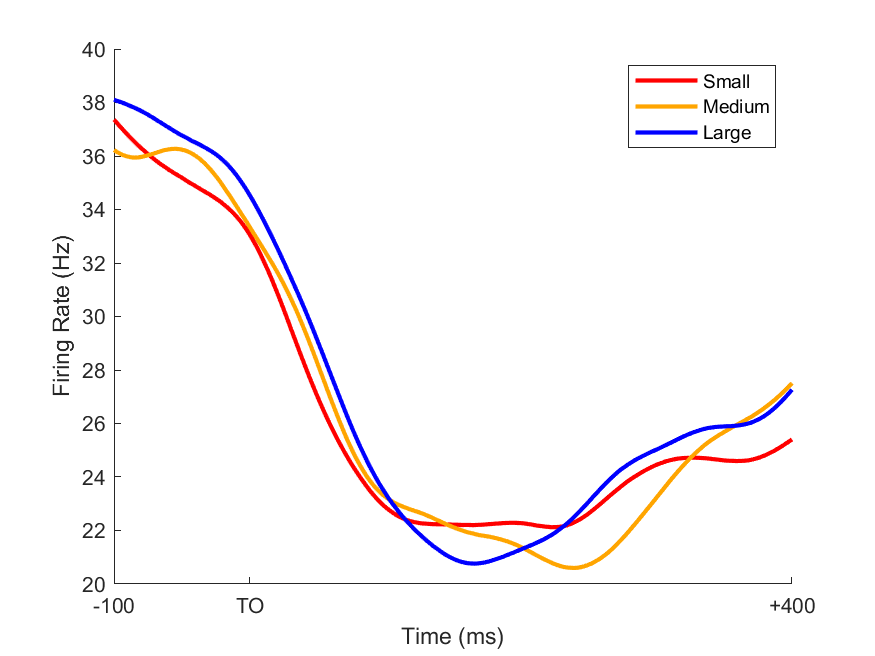 40
38
36
34
32
30
28
26
24
22
20
Firing Rate (Hz)
Small
Medium
Large
-100
TO
+400
Time (ms)